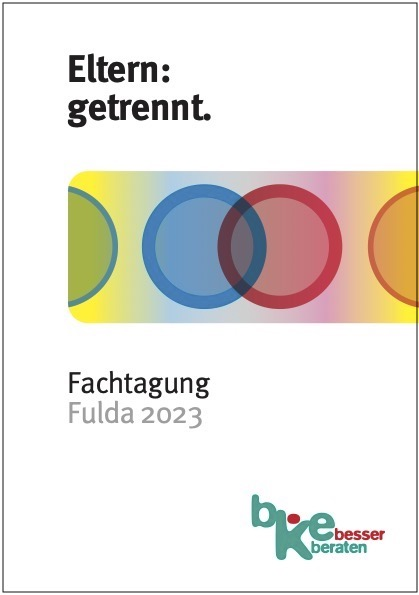 Eltern:
getrennt.
Fachtagung
Fulda 2023
bke besser
beraten